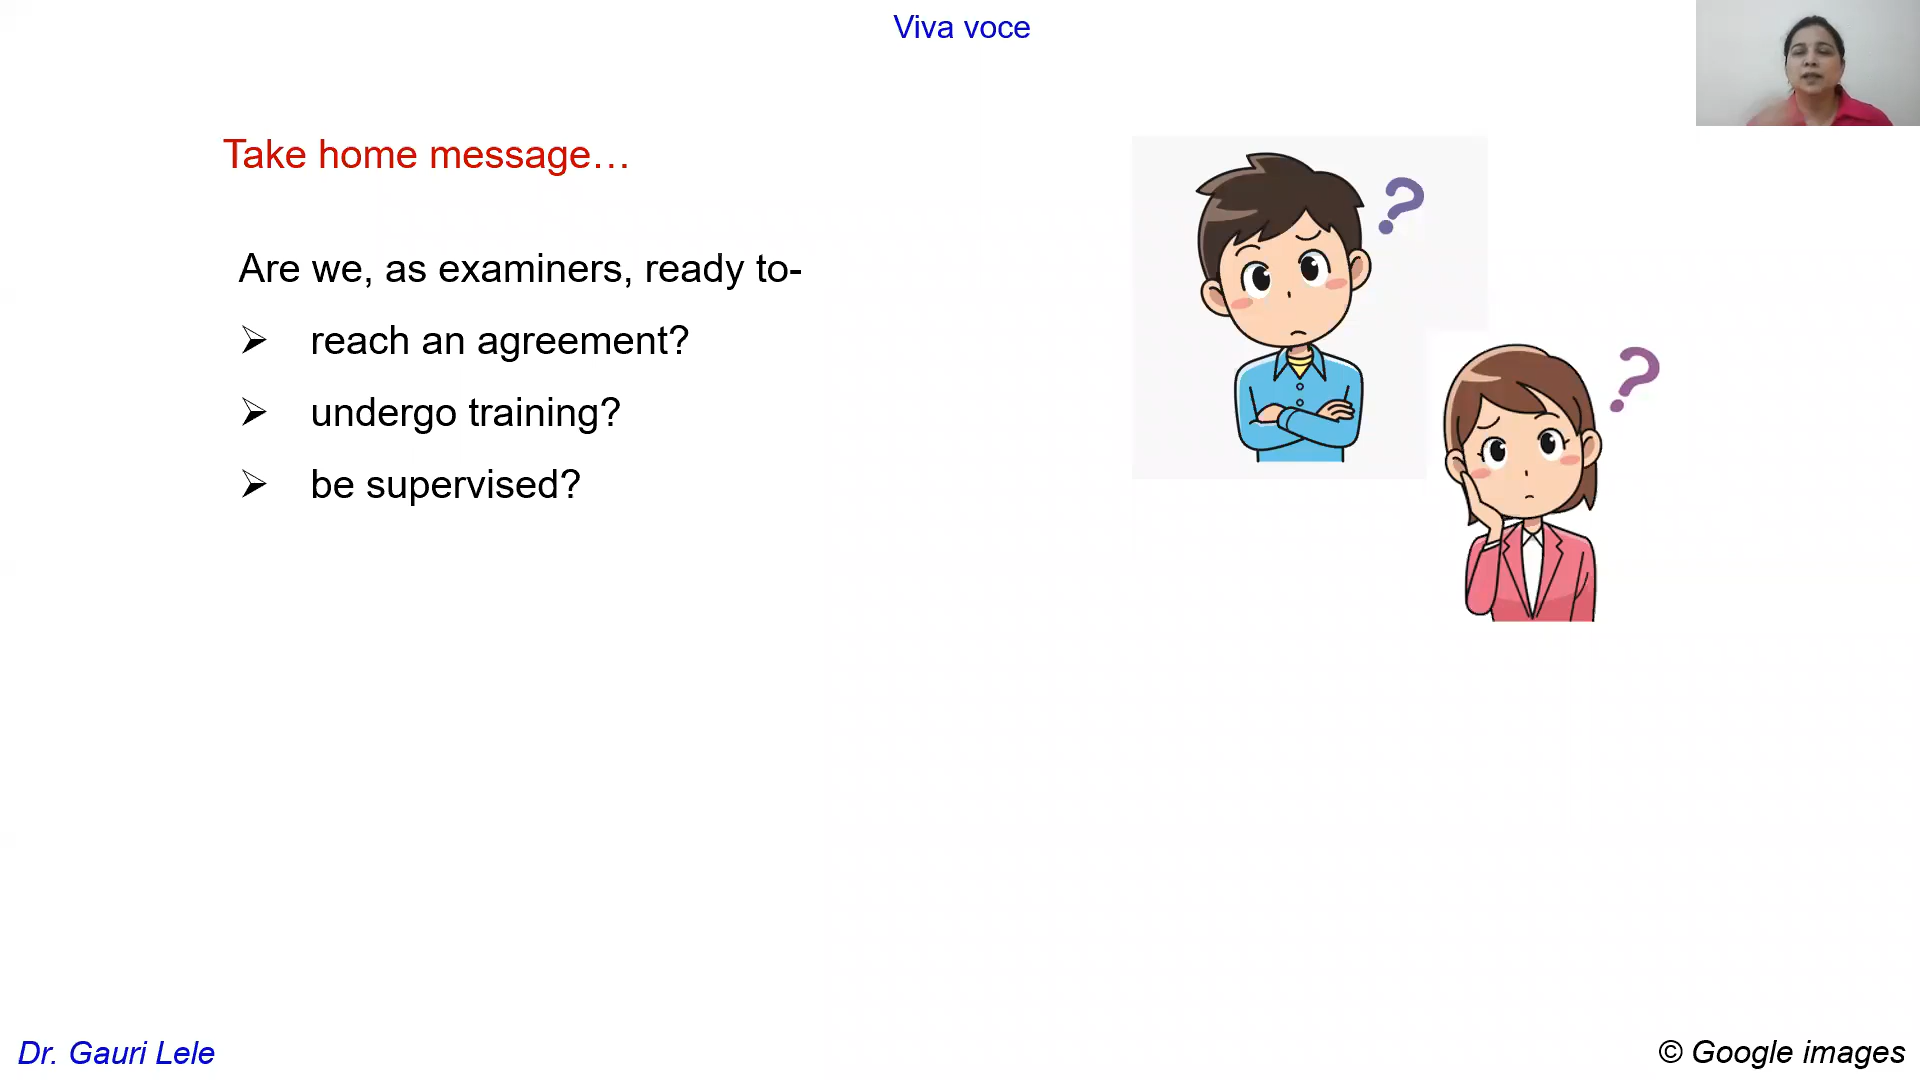 Viva voce
Take home message…
Are we, as examiners, ready to-
➢ reach an agreement?
➢ undergo training?
➢ be supervised?
?
?
Dr. Gauri Lele
© Google images